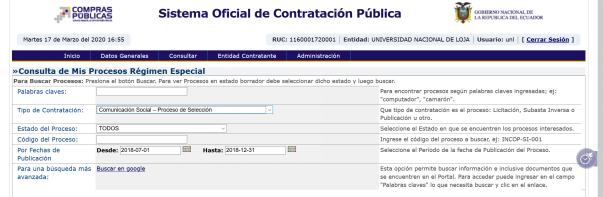 COMPRAS PÚBLICAS
Sistema Oficial de Contratación Pública
GOBIERNO NACIONAL DE
LA REPUBLICA DEL ECUADOR
Martes 17 de Marzo del 2020 16:55
RUC: 1160001720001 | Entidad: UNIVERSIDAD NACIONAL DE LOJA | Usuario: unl | [ Cerrar Sesión ]
Inicio Datos Generales Consultar Entidad Contratante Administración
»Consulta de Mis Procesos Régimen Especial
Para Buscar Procesos: Presione el botón Buscar. Para ver Procesos en estado borrador debe seleccionar dicho estado y luego buscar.
Palabras claves:
Para encontrar procesos según palabras claves ingresadas; ej:
"computador", "camarón".
Tipo de Contratación: Comunicación Social – Proceso de Selección
Que tipo de contratación es el proceso: Licitación, Subasta Inversa o
Publicación u otro.
Estado del Proceso: TODOS
Seleccione el Estado en que se encuentren los procesos interesados.
Código del Proceso:
Ingrese el código del proceso a buscar, ej: INCOP-SI-001
Por Fechas de
Publicación
Desde: 2018-07-01 Hasta: 2018-12-31
Seleccione el Período de la fecha de Publicación del Proceso.
Para una búsqueda más
avanzada:
Buscar en google
Esta opción permite buscar información e inclusive documentos que
se encuentren en el Portal. Para acceder puede ingresar en el campo
"Palabras claves" lo que necesita buscar y clic en el enlace.